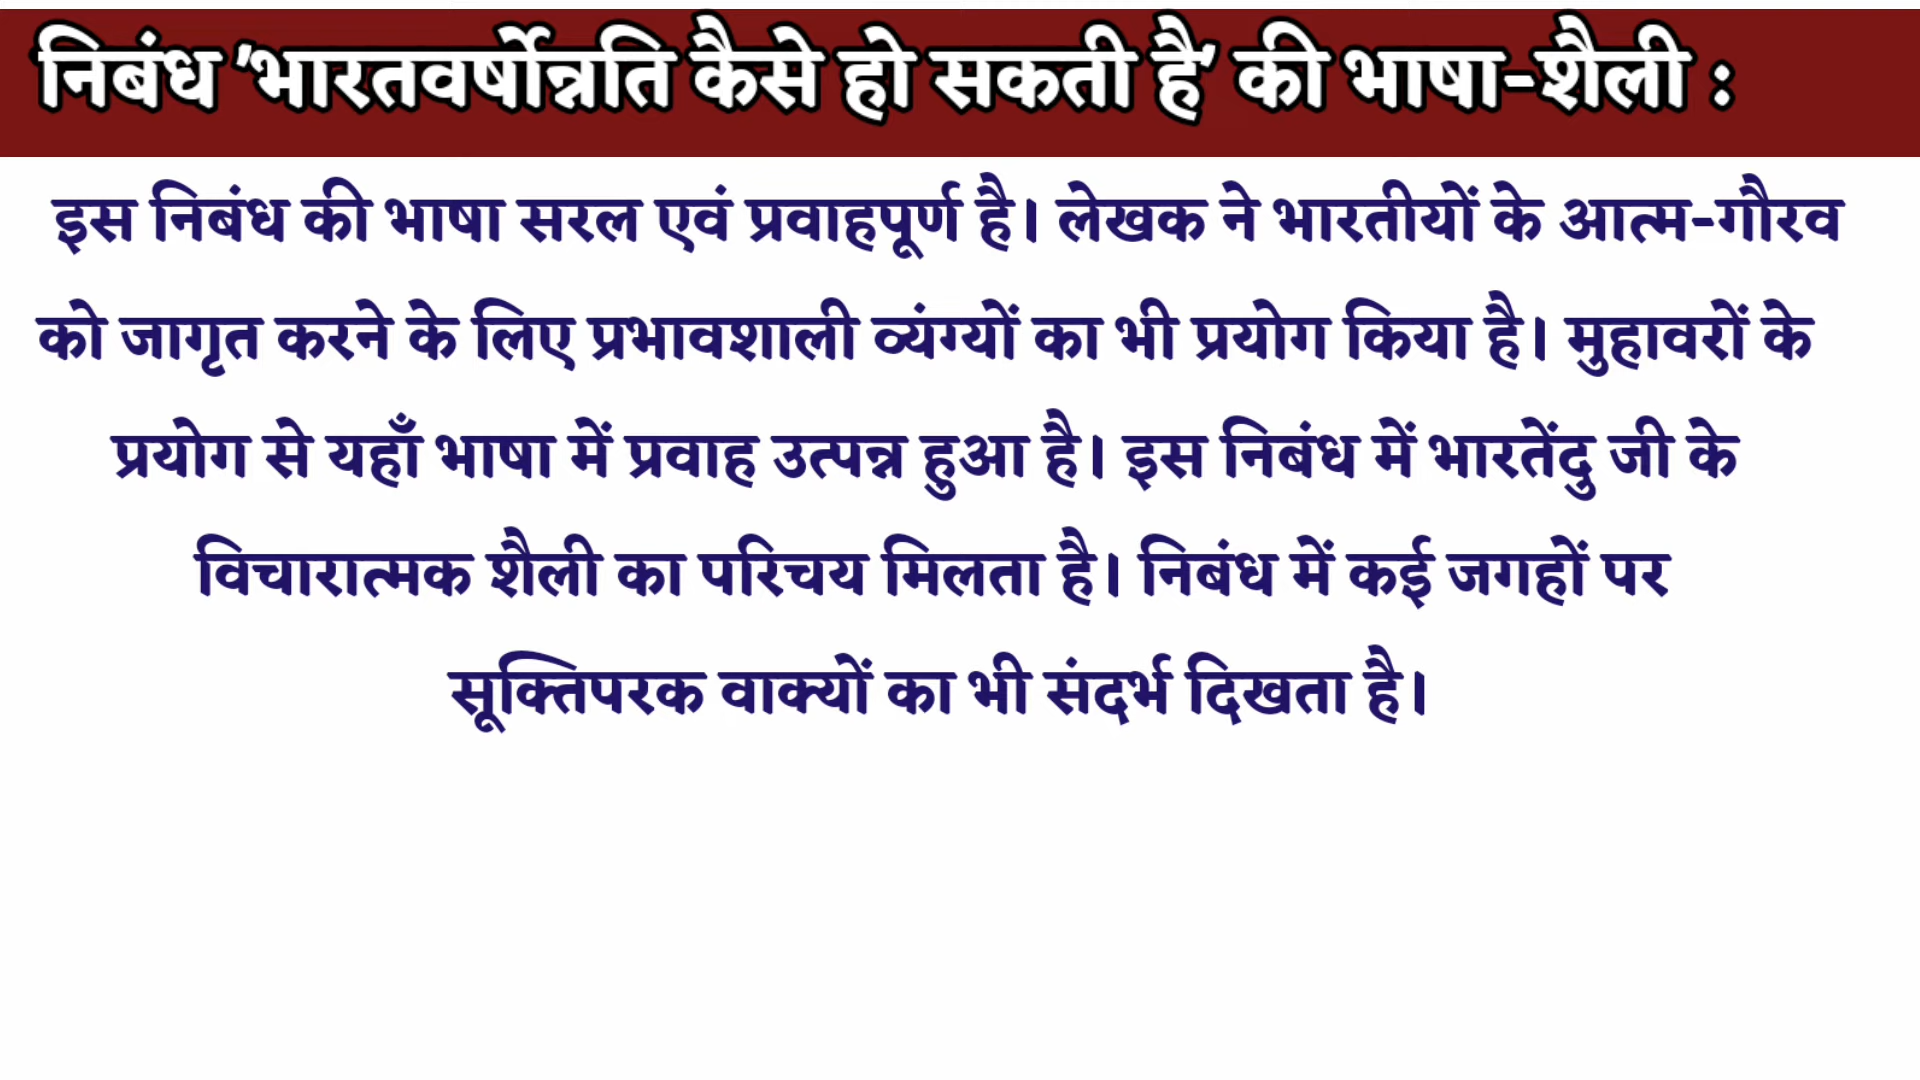 निबंध 'भारतवर्षोन्नति कैसे हो सकती है' की भाषा-शैली :
इस निबंध की भाषा सरल एवं प्रवाहपूर्ण है। लेखक ने भारतीयों के आत्म-गौरव
को जागृत करने के लिए प्रभावशाली व्यंग्यों का भी प्रयोग किया है। मुहावरों के
प्रयोग से यहाँ भाषा में प्रवाह उत्पन्न हुआ है। इस निबंध में भारतेंदु जी के
विचारात्मक शैली का परिचय मिलता है। निबंध में कई जगहों पर
सूक्तिपरक वाक्यों का भी संदर्भ दिखता है।